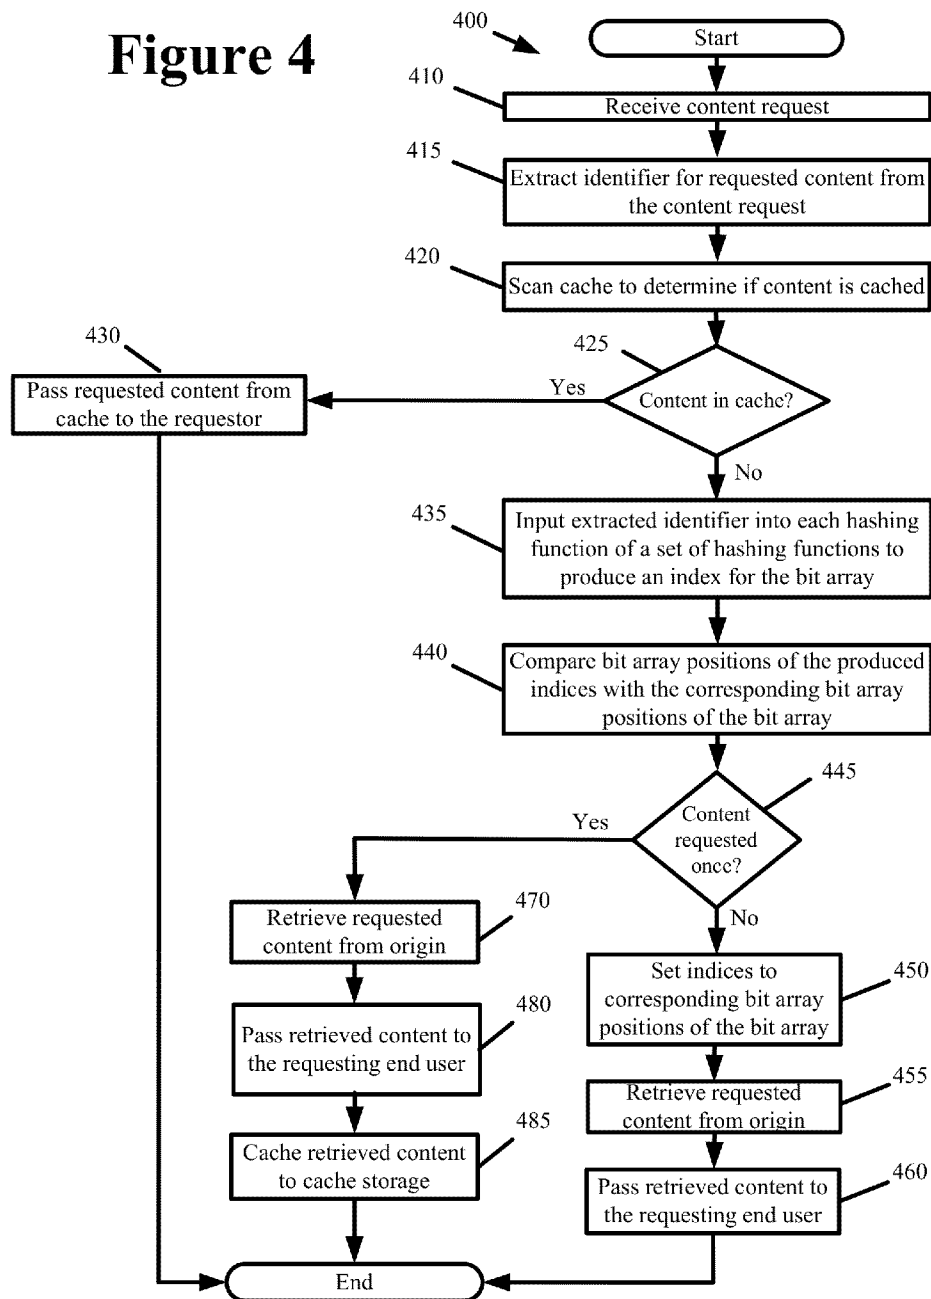 Figure 4
400
Start
410
Receive content request
415
Extract identifier for requested content from
the content request
420
Scan cache to determine if content is cached
425
Content in cache?
Yes
430
Pass requested content from
cache to the requestor
No
435
Input extracted identifier into each hashing
function of a set of hashing functions to
produce an index for the bit array
440
Compare bit array positions of the produced
indices with the corresponding bit array
positions of the bit array
445
Content
requested
once?
Yes
No
470
Retrieve requested
content from origin
450
Set indices to
corresponding bit array
positions of the bit array
480
Pass retrieved content to
the requesting end user
455
Retrieve requested
content from origin
485
Cache retrieved content
to cache storage
460
Pass retrieved content to
the requesting end user
End